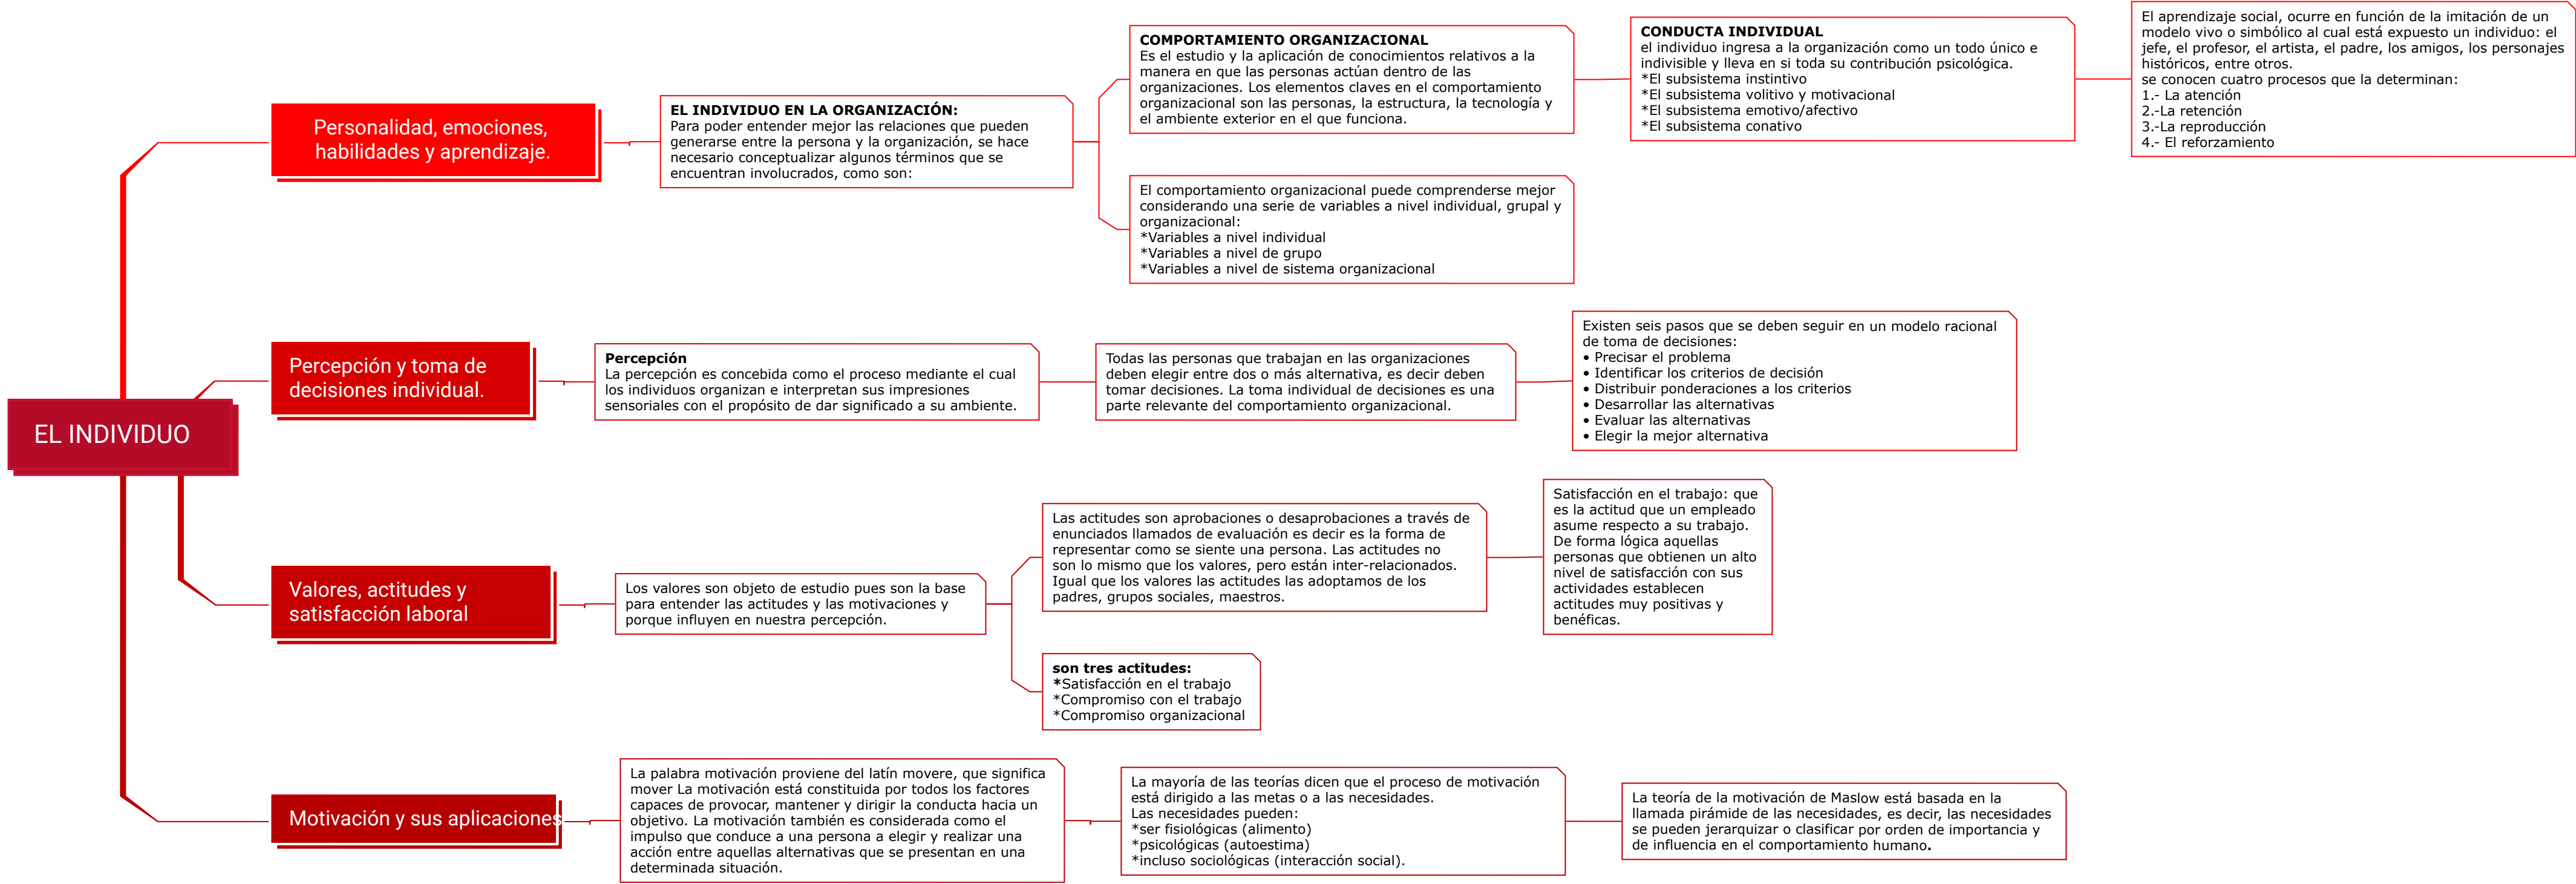 EL INDIVIDUO
Personalidad, emociones,
habilidades y aprendizaje.
EL INDIVIDUO EN LA ORGANIZACIÓN:
Para poder entender mejor las relaciones que pueden
generarse entre la persona y la organización, se hace
necesario conceptualizar algunos términos que se
encuentran involucrados, como son:
COMPORTAMIENTO ORGANIZACIONAL
Es el estudio y la aplicación de conocimientos relativos a la
manera en que las personas actúan dentro de las
organizaciones. Los elementos claves en el comportamiento
organizacional son las personas, la estructura, la tecnología y
el ambiente exterior en el que funciona.
CONDUCTA INDIVIDUAL
el individuo ingresa a la organización como un todo único e
indivisible y lleva en si toda su contribución psicológica.
*El subsistema instintivo
*El subsistema volitivo y motivacional
*El subsistema emotivo/afectivo
*El subsistema conativo
El aprendizaje social, ocurre en función de la imitación de un
modelo vivo o simbólico al cual está expuesto un individuo: el
jefe, el profesor, el artista, el padre, los amigos, los personajes
históricos, entre otros.
se conocen cuatro procesos que la determinan:
1.- La atención
2.-La retención
3.-La reproducción
4.- El reforzamiento
El comportamiento organizacional puede comprenderse mejor
considerando una serie de variables a nivel individual, grupal y
organizacional:
*Variables a nivel individual
*Variables a nivel de grupo
*Variables a nivel de sistema organizacional
Percepción y toma de
decisiones individual.
Percepción
La percepción es concebida como el proceso mediante el cual
los individuos organizan e interpretan sus impresiones
sensoriales con el propósito de dar significado a su ambiente.
Todas las personas que trabajan en las organizaciones
deben elegir entre dos o más alternativa, es decir deben
tomar decisiones. La toma individual de decisiones es una
parte relevante del comportamiento organizacional.
Existen seis pasos que se deben seguir en un modelo racional
de toma de decisiones:
• Precisar el problema
• Identificar los criterios de decisión
• Distribuir ponderaciones a los criterios
• Desarrollar las alternativas
• Evaluar las alternativas
• Elegir la mejor alternativa
Valores, actitudes y
satisfacción laboral
Los valores son objeto de estudio pues son la base
para entender las actitudes y las motivaciones y
porque influyen en nuestra percepción.
Las actitudes son aprobaciones o desaprobaciones a través de
enunciados llamados de evaluación es decir es la forma de
representar como se siente una persona. Las actitudes no
son lo mismo que los valores, pero están inter-relacionados.
Igual que los valores las actitudes las adoptamos de los
padres, grupos sociales, maestros.
Satisfacción en el trabajo: que
es la actitud que un empleado
asume respecto a su trabajo.
De forma lógica aquellas
personas que obtienen un alto
nivel de satisfacción con sus
actividades establecen
actitudes muy positivas y
benéficas.
son tres actitudes:
*Satisfacción en el trabajo
*Compromiso con el trabajo
*Compromiso organizacional
Motivación y sus aplicaciones
La palabra motivación proviene del latín movere, que significa
mover La motivación está constituida por todos los factores
capaces de provocar, mantener y dirigir la conducta hacia un
objetivo. La motivación también es considerada como el
impulso que conduce a una persona a elegir y realizar una
acción entre aquellas alternativas que se presentan en una
determinada situación.
La mayoría de las teorías dicen que el proceso de motivación
está dirigido a las metas o a las necesidades.
Las necesidades pueden:
*ser fisiológicas (alimento)
*psicológicas (autoestima)
*incluso sociológicas (interacción social).
La teoría de la motivación de Maslow está basada en la
llamada pirámide de las necesidades, es decir, las necesidades
se pueden jerarquizar o clasificar por orden de importancia y
de influencia en el comportamiento humano.